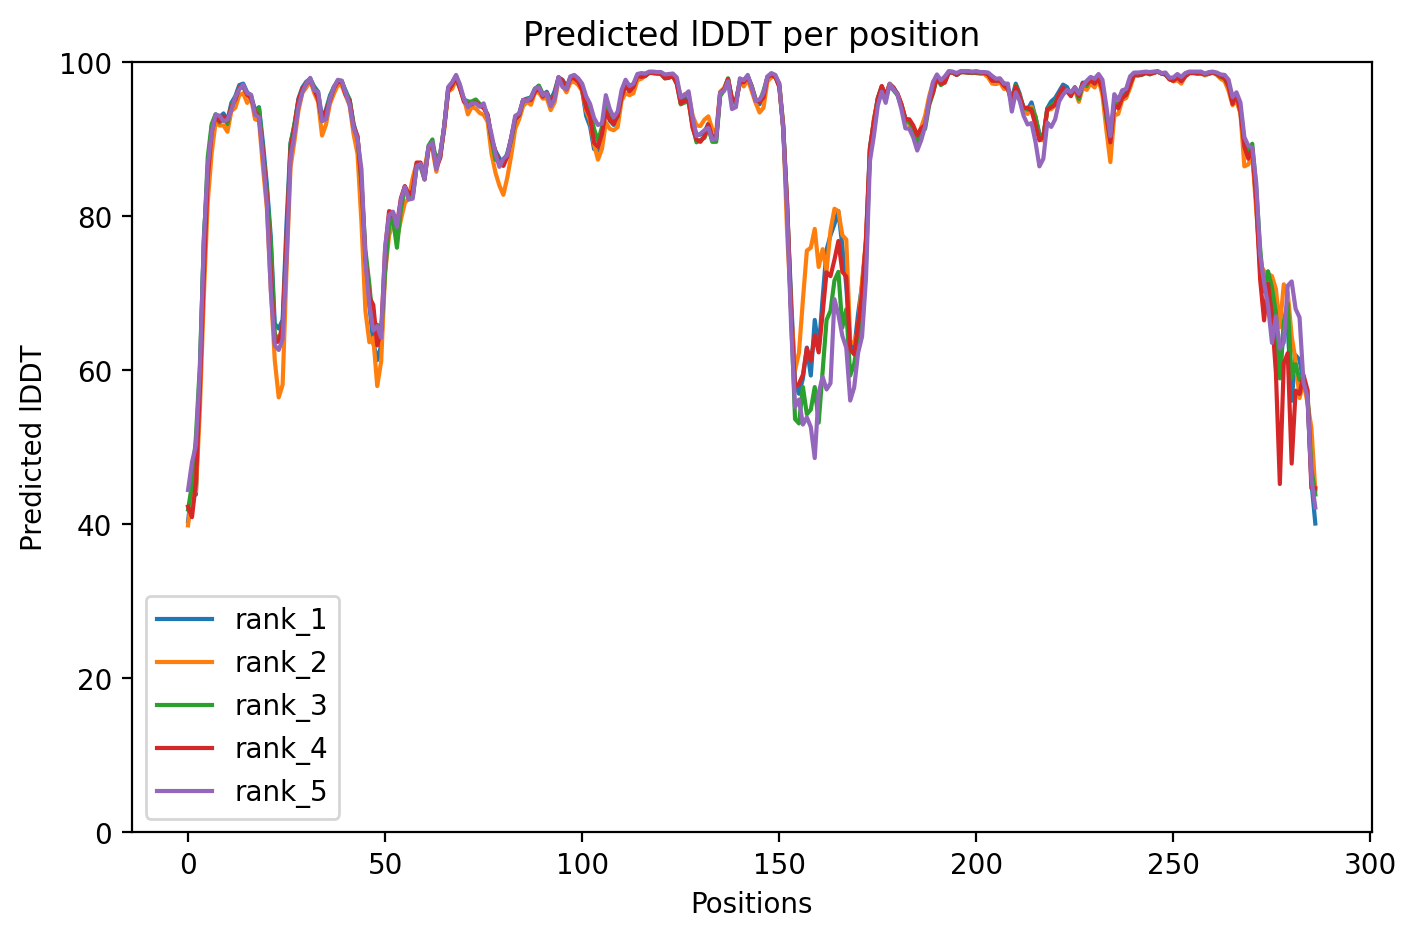 Predicted lDDT per position
100
80
60
40
20
0
Predicted lDDT
rank_1
rank_2
rank_3
rank_4
rank_5
0 50 100 150 200 250 300
Positions